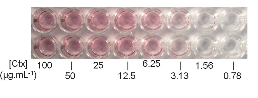 [Ctx] 100 | 25 | 6.25 | 1.56 |
(µg.mL⁻¹) 50 12.5 3.13 0.78